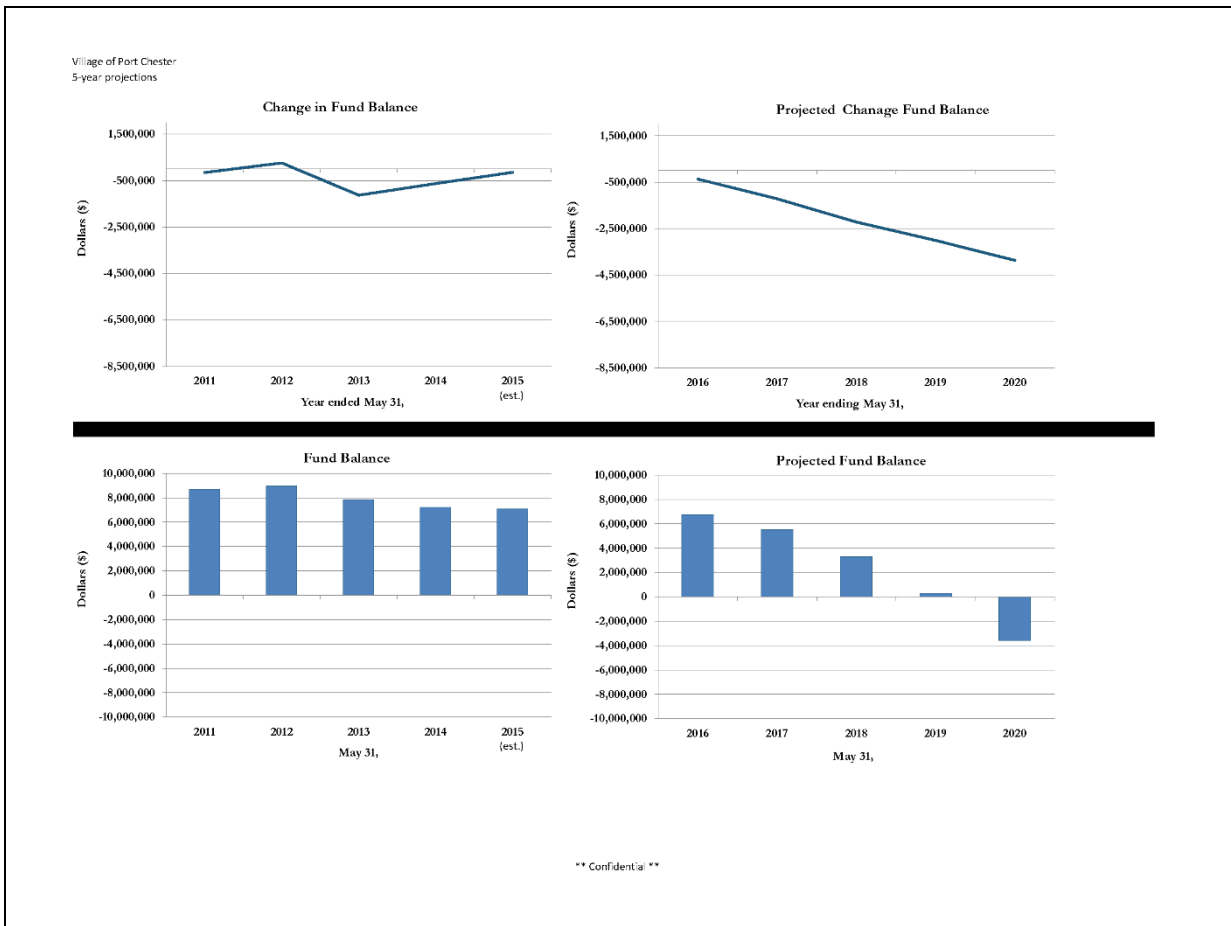 Village of Port Chester
5-year projections
Change in Fund Balance
1,500,000
-500,000
-2,500,000
-4,500,000
-6,500,000
-8,500,000
Dollars ($)
2011 2012 2013 2014 2015
(est.)
Year ended May 31,
Projected Chanage Fund Balance
1,500,000
-500,000
-2,500,000
-4,500,000
-6,500,000
-8,500,000
Dollars ($)
2016 2017 2018 2019 2020
Year ending May 31,
Fund Balance
10,000,000
8,000,000
6,000,000
4,000,000
2,000,000
0
-2,000,000
-4,000,000
-6,000,000
-8,000,000
-10,000,000
Dollars ($)
2011 2012 2013 2014 2015
(est.)
May 31,
Projected Fund Balance
10,000,000
8,000,000
6,000,000
4,000,000
2,000,000
0
-2,000,000
-4,000,000
-6,000,000
-8,000,000
-10,000,000
Dollars ($)
2016 2017 2018 2019 2020
May 31,
** Confidential **